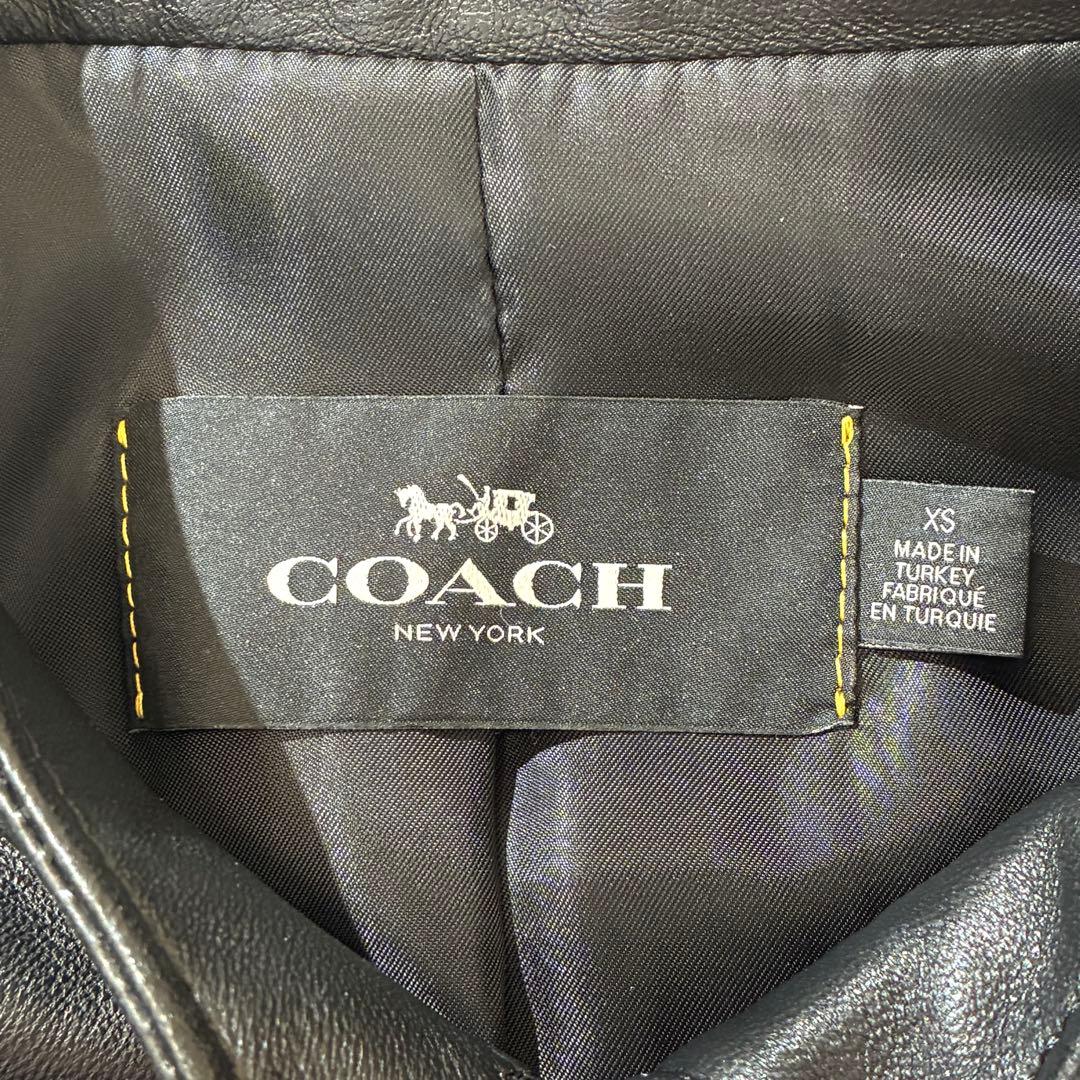 COACH
NEW YORK
XS
MADE IN
TURKEY
FABRIQUÉ
EN TURQUIE